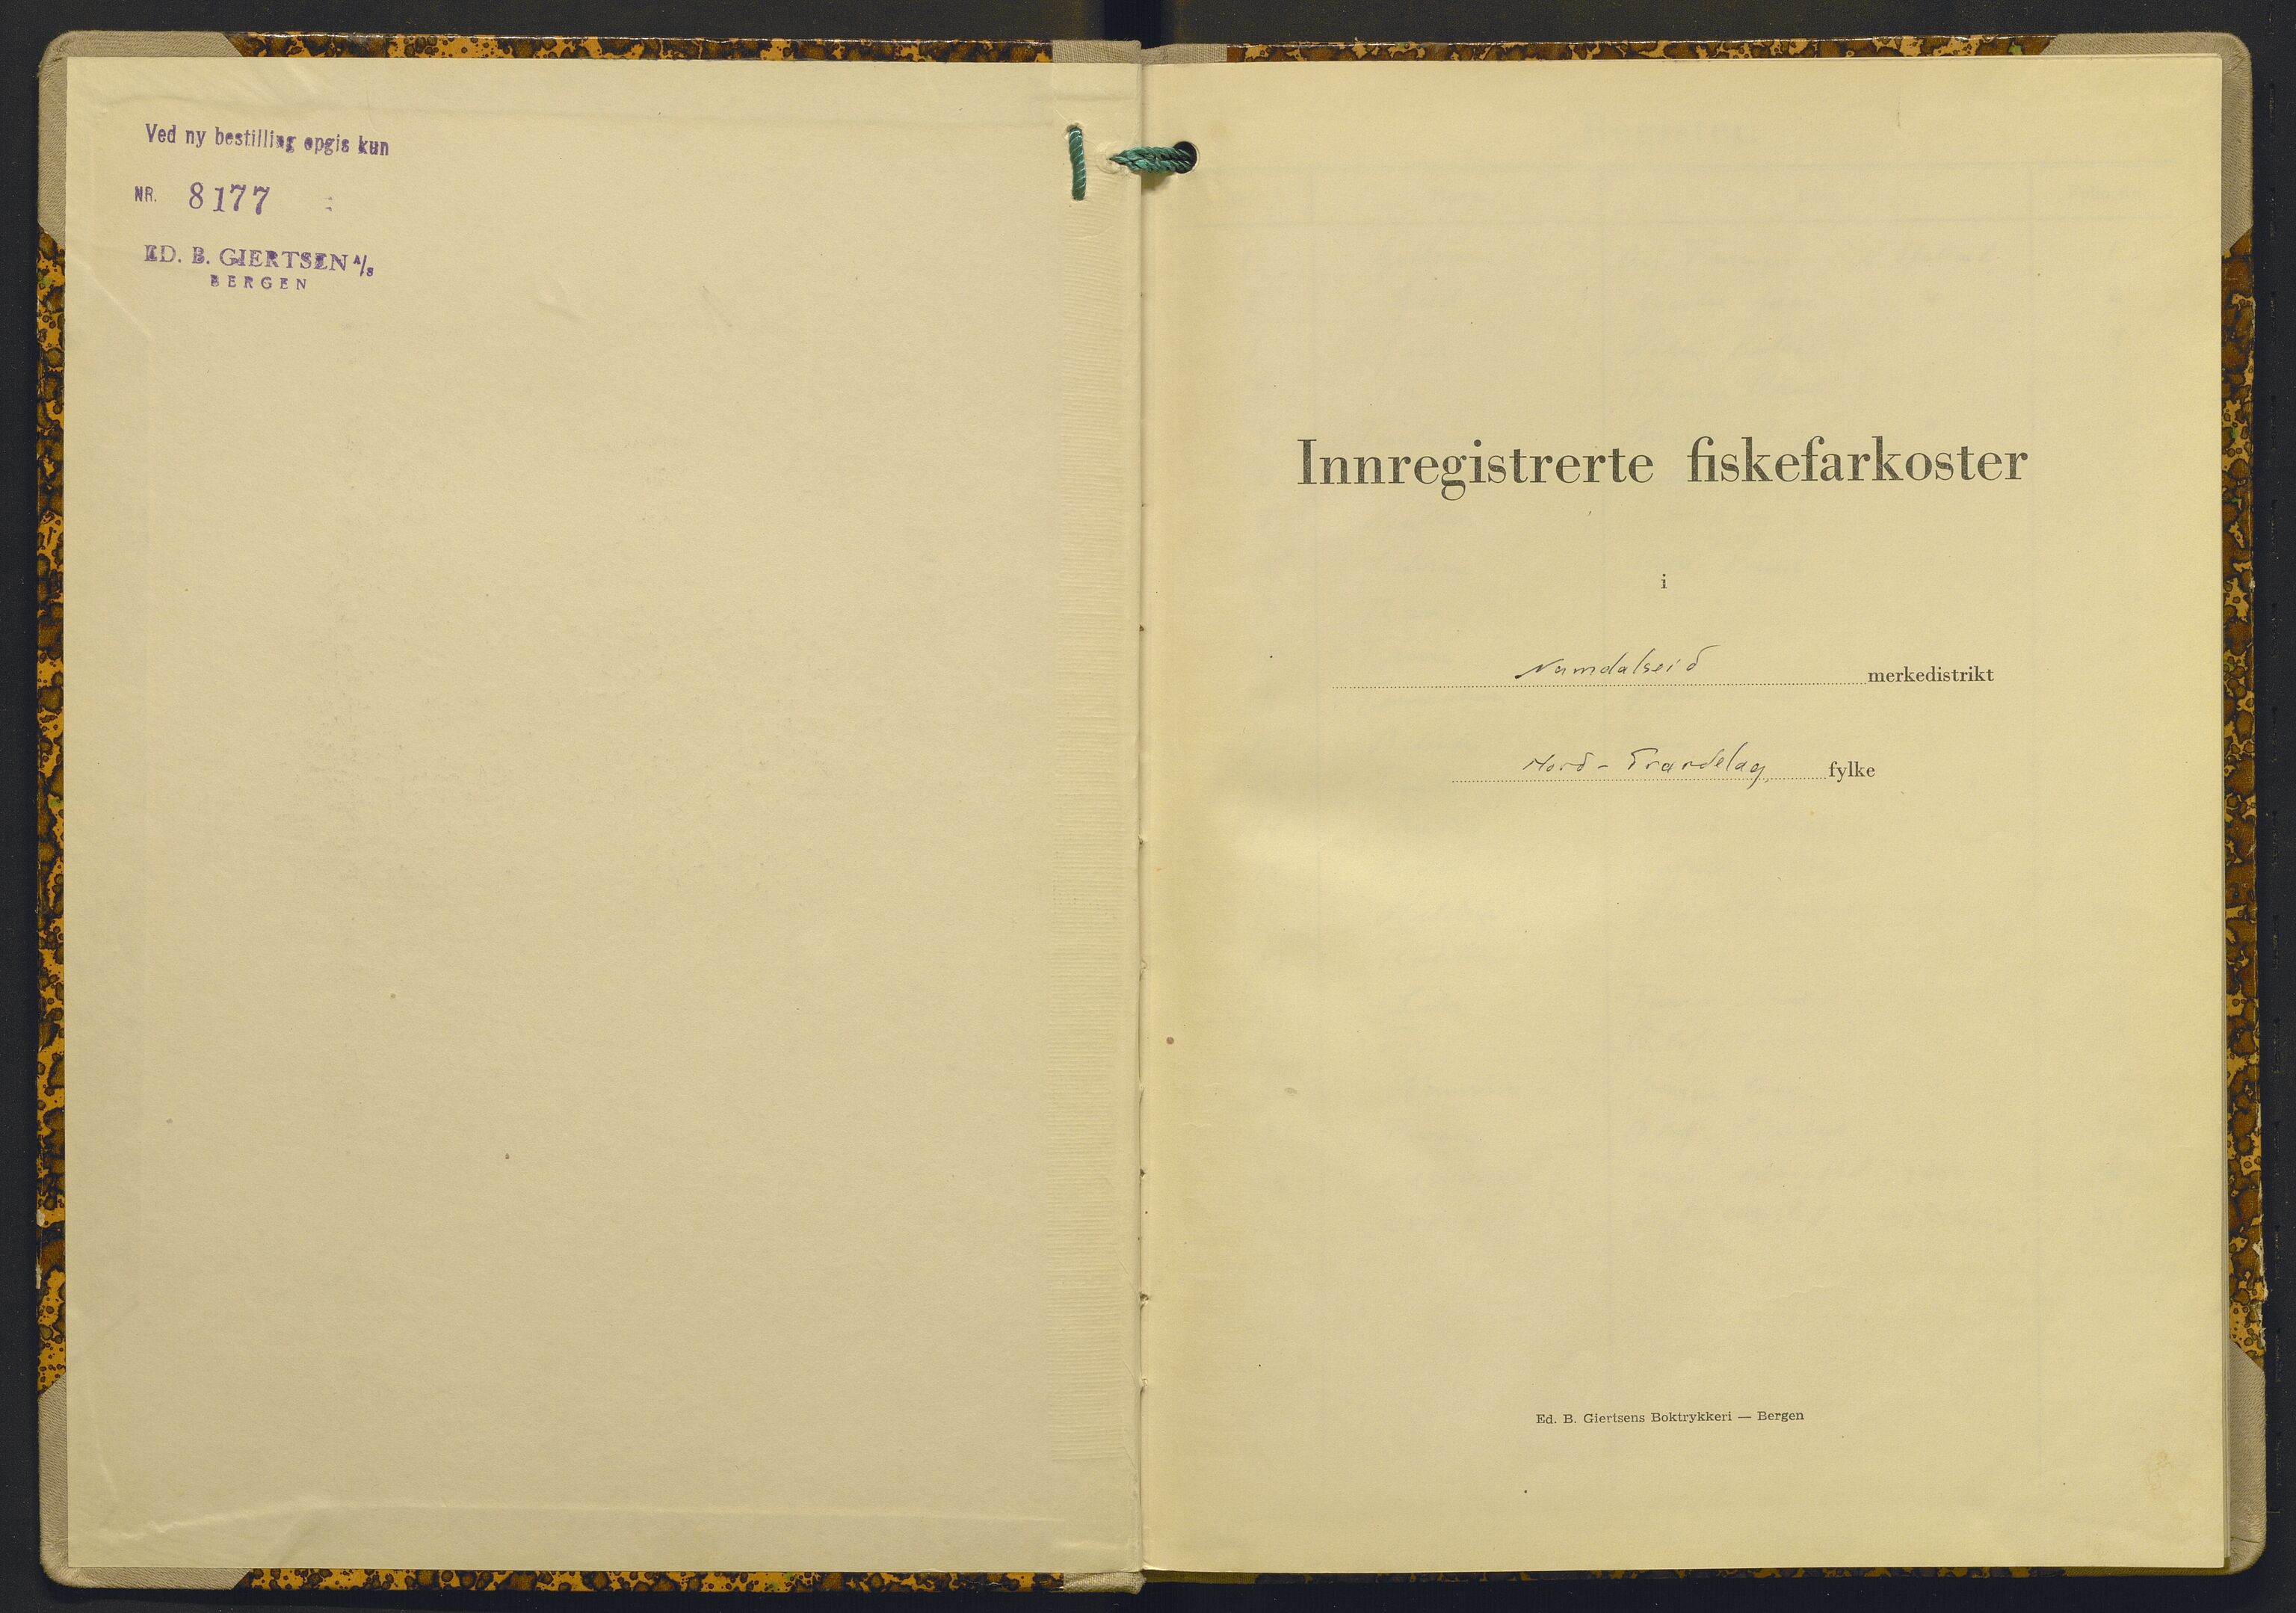 Ved ny bestilling opgis kun
NR. 8177
ED. B. GIERTSEN A/S
BERGEN
Innregistrerte fiskefarkoster
i
Namdalseid merkedistrikt
Nord-Trøndelag fylke
Ed. B. Giertsens Boktrykkeri — Bergen